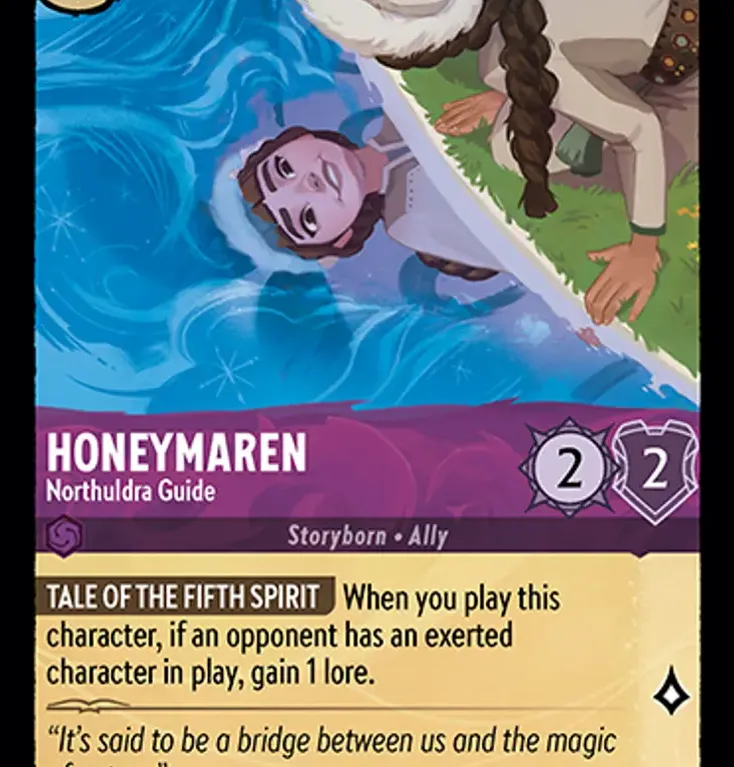 HONEYMAREN
Northuldra Guide
2
2
Storyborn • Ally
TALE OF THE FIFTH SPIRIT When you play this
character, if an opponent has an exerted
character in play, gain 1 lore.
“It’s said to be a bridge between us and the magic